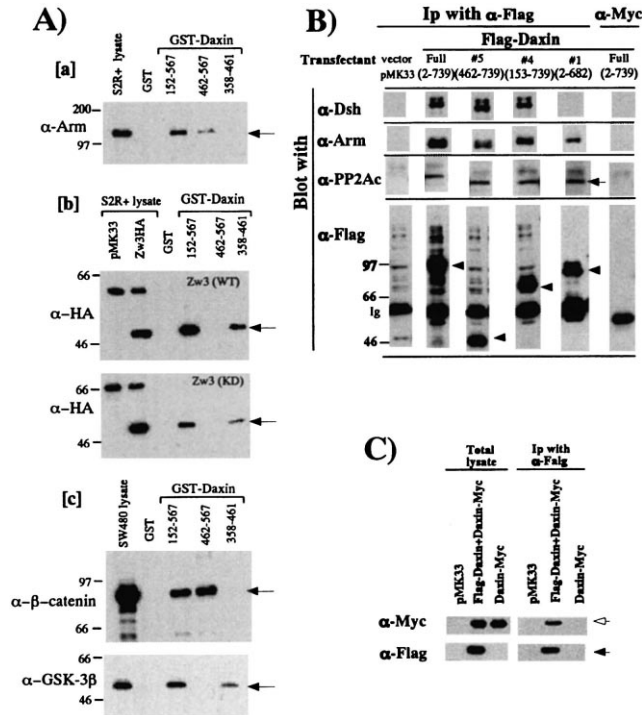 A)
[a]
S2R+ lysate
GST
GST-Daxin
152-567
462-567
358-461
200
97
α-Arm
[b]
S2R+ lysate
pMK33
Zw3HA
GST
GST-Daxin
152-567
462-567
358-461
66
46
α-HA
Zw3 (WT)
66
46
α-HA
Zw3 (KD)
[c]
SW480 lysate
GST
GST-Daxin
152-567
462-567
358-461
97
66
α-β-catenin
66
46
α-GSK-3β
B)
Ip with α-Flag
α-Myc
Flag-Daxin
Transfectant
vector pMK33
Full (2-739)
#5 (462-739)
#4 (153-739)
#1 (2-682)
Full (2-739)
Blot with
α-Dsh
α-Arm
α-PP2Ac
α-Flag
97
66
Ig
46
C)
Total lysate
Ip with α-Falg
pMK33
Flag-Daxin+Daxin-Myc
Daxin-Myc
pMK33
Flag-Daxin+Daxin-Myc
Daxin-Myc
α-Myc
α-Flag